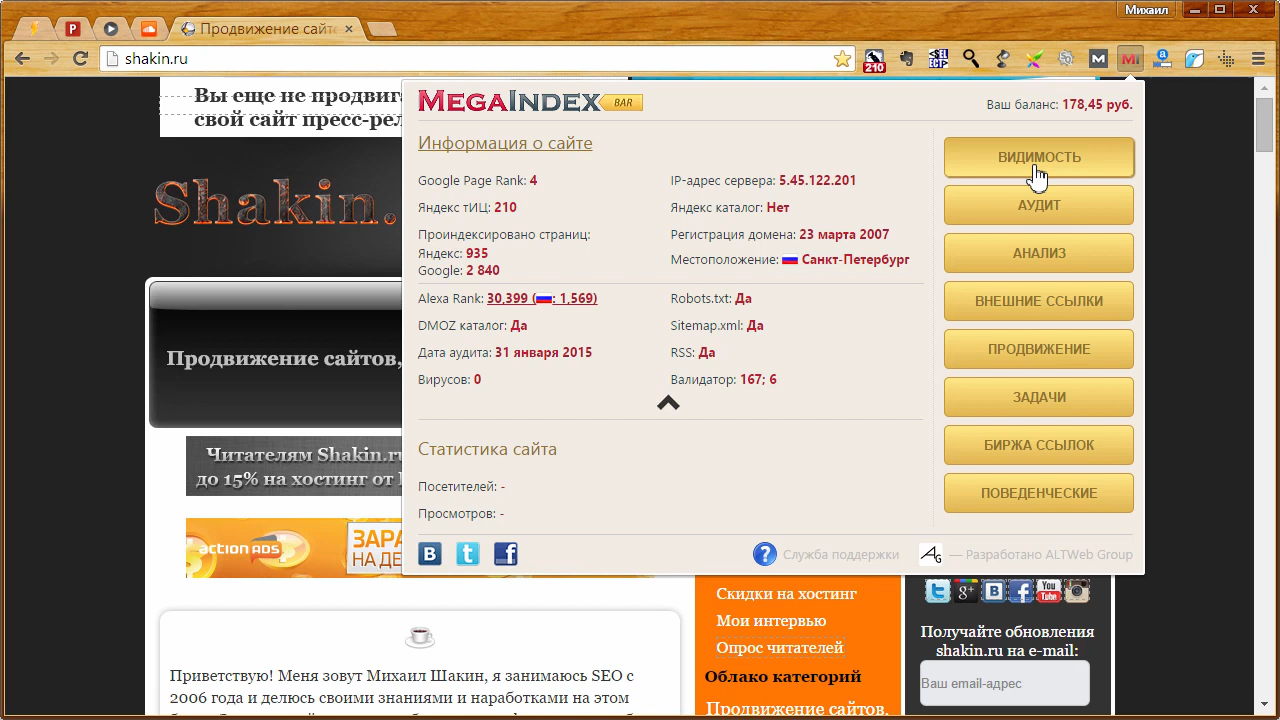 Михаил
Продвижение сайт
shakin.ru
210
Вы еще не продвиг
свой сайт пресс-рел
Shakin.
Продвижение сайтов,
Читателям Shakin.ru
до 15% на хостинг от
action ADS
ЗАРА
НА ДЕ
Приветствую! Меня зовут Михаил Шакин, я занимаюсь SEO с
2006 года и делюсь своими знаниями и наработками на этом
MEGAINDEX BAR
Ваш баланс: 178,45 руб.
Информация о сайте
Google Page Rank: 4
IP-адрес сервера: 5.45.122.201
Яндекс тИЦ: 210
Яндекс каталог: Нет
Проиндексировано страниц:
Яндекс: 935
Google: 2 840
Регистрация домена: 23 марта 2007
Местоположение: Санкт-Петербург
Alexa Rank: 30,399 ( : 1,569)
Robots.txt: Да
DMOZ каталог: Да
Sitemap.xml: Да
Дата аудита: 31 января 2015
RSS: Да
Вирусов: 0
Валидатор: 167; 6
Статистика сайта
Посетителей: -
Просмотров: -
Служба поддержки
— Разработано ALTWeb Group
ВИДИМОСТЬ
АУДИТ
АНАЛИЗ
ВНЕШНИЕ ССЫЛКИ
ПРОДВИЖЕНИЕ
ЗАДАЧИ
БИРЖА ССЫЛОК
ПОВЕДЕНЧЕСКИЕ
Скидки на хостинг
Мои интервью
Опрос читателей
Облако категорий
Продвижение сайтов,
You
Tube
Получайте обновления
shakin.ru на e-mail:
Ваш email-адрес